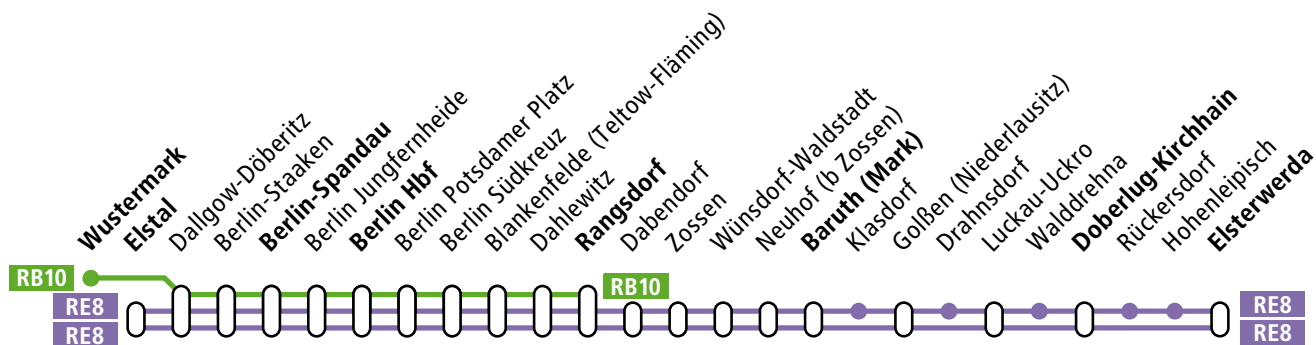 Wustermark
Elstal
Dallgow-Döberitz
Berlin-Staaken
Berlin-Spandau
Berlin Jungfernheide
Berlin Hbf
Berlin Potsdamer Platz
Berlin Südkreuz
Blankenfelde (Teltow-Fläming)
Dahlewitz
Rangsdorf
Dabendorf
Zossen
Wünsdorf-Waldstadt
Neuhof (b Zossen)
Baruth (Mark)
Klasdorf
Golßen (Niederlausitz)
Drahnsdorf
Luckau-Uckro
Walddrehna
Doberlug-Kirchhain
Rückersdorf
Hohenleipisch
Elsterwerda
RB10
RB10
RE8
RE8
RE8
RE8